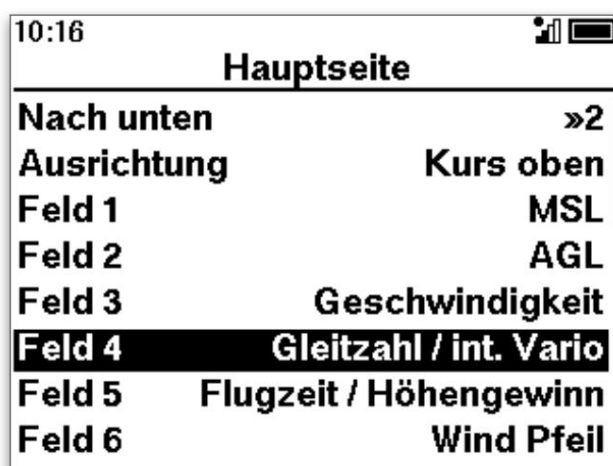 10:16
Hauptseite
Nach unten »2
Ausrichtung Kurs oben
Feld 1 MSL
Feld 2 AGL
Feld 3 Geschwindigkeit
Feld 4 Gleitzahl / int. Vario
Feld 5 Flugzeit / Höhengewinn
Feld 6 Wind Pfeil